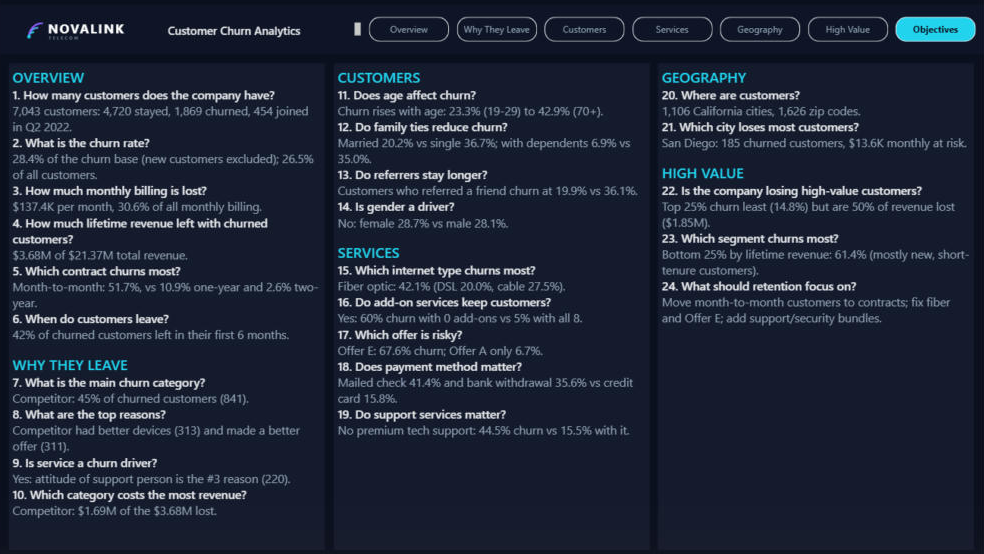 NOVALINK
TELECOM
Customer Churn Analytics
Overview
Why They Leave
Customers
Services
Geography
High Value
Objectives
OVERVIEW
1. How many customers does the company have?
7,043 customers: 4,720 stayed, 1,869 churned, 454 joined
in Q2 2022.
2. What is the churn rate?
28.4% of the churn base (new customers excluded); 26.5%
of all customers.
3. How much monthly billing is lost?
$137.4K per month, 30.6% of all monthly billing.
4. How much lifetime revenue left with churned
customers?
$3.68M of $21.37M total revenue.
5. Which contract churns most?
Month-to-month: 51.7%, vs 10.9% one-year and 2.6% two-
year.
6. When do customers leave?
42% of churned customers left in their first 6 months.
WHY THEY LEAVE
7. What is the main churn category?
Competitor: 45% of churned customers (841).
8. What are the top reasons?
Competitor had better devices (313) and made a better
offer (311).
9. Is service a churn driver?
Yes: attitude of support person is the #3 reason (220).
10. Which category costs the most revenue?
Competitor: $1.69M of the $3.68M lost.
CUSTOMERS
11. Does age affect churn?
Churn rises with age: 23.3% (19-29) to 42.9% (70+).
12. Do family ties reduce churn?
Married 20.2% vs single 36.7%; with dependents 6.9% vs
35.0%.
13. Do referrers stay longer?
Customers who referred a friend churn at 19.9% vs 36.1%.
14. Is gender a driver?
No: female 28.7% vs male 28.1%.
SERVICES
15. Which internet type churns most?
Fiber optic: 42.1% (DSL 20.0%, cable 27.5%).
16. Do add-on services keep customers?
Yes: 60% churn with 0 add-ons vs 5% with all 8.
17. Which offer is risky?
Offer E: 67.6% churn; Offer A only 6.7%.
18. Does payment method matter?
Mailed check 41.4% and bank withdrawal 35.6% vs credit
card 15.8%.
19. Do support services matter?
No premium tech support: 44.5% churn vs 15.5% with it.
GEOGRAPHY
20. Where are customers?
1,106 California cities, 1,626 zip codes.
21. Which city loses most customers?
San Diego: 185 churned customers, $13.6K monthly at risk.
HIGH VALUE
22. Is the company losing high-value customers?
Top 25% churn least (14.8%) but are 50% of revenue lost
($1.85M).
23. Which segment churns most?
Bottom 25% by lifetime revenue: 61.4% (mostly new, short-
tenure customers).
24. What should retention focus on?
Move month-to-month customers to contracts; fix fiber
and Offer E; add support/security bundles.